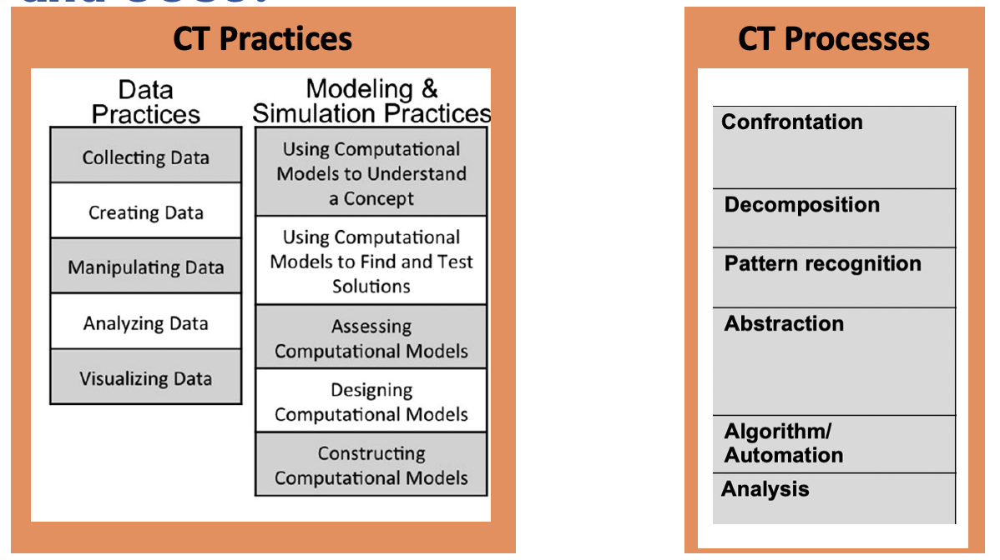 CT Practices
Data
Practices
Collecting Data
Creating Data
Manipulating Data
Analyzing Data
Visualizing Data
Modeling &
Simulation Practices
Using Computational
Models to Understand
a Concept
Using Computational
Models to Find and Test
Solutions
Assessing
Computational Models
Designing
Computational Models
Constructing
Computational Models
CT Processes
Confrontation
Decomposition
Pattern recognition
Abstraction
Algorithm/
Automation
Analysis